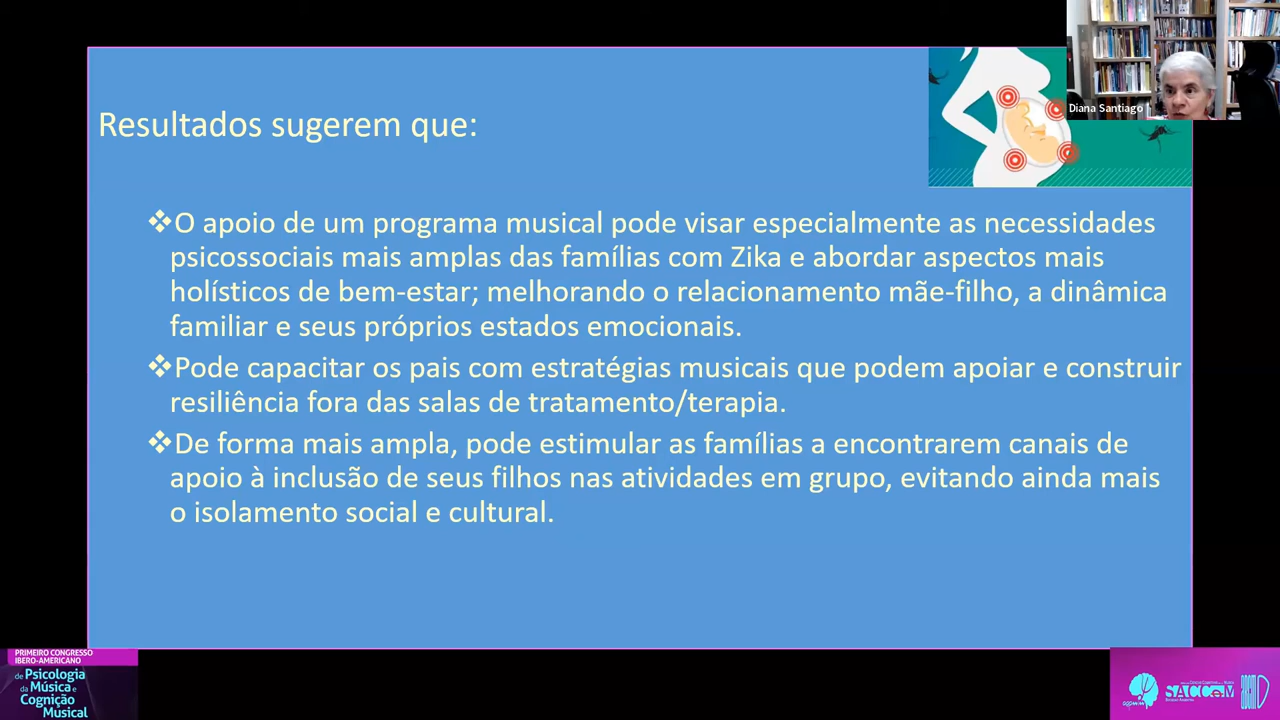 Diana Santiago
Resultados sugerem que:
❖O apoio de um programa musical pode visar especialmente as necessidades
psicossociais mais amplas das famílias com Zika e abordar aspectos mais
holísticos de bem-estar; melhorando o relacionamento mãe-filho, a dinâmica
familiar e seus próprios estados emocionais.
❖Pode capacitar os pais com estratégias musicais que podem apoiar e construir
resiliência fora das salas de tratamento/terapia.
❖De forma mais ampla, pode estimular as famílias a encontrarem canais de
apoio à inclusão de seus filhos nas atividades em grupo, evitando ainda mais
o isolamento social e cultural.
PRIMEIRO CONGRESSO
IBERO-AMERICANO
de Psicologia
da Música e
Cognição
Musical
SACCoM